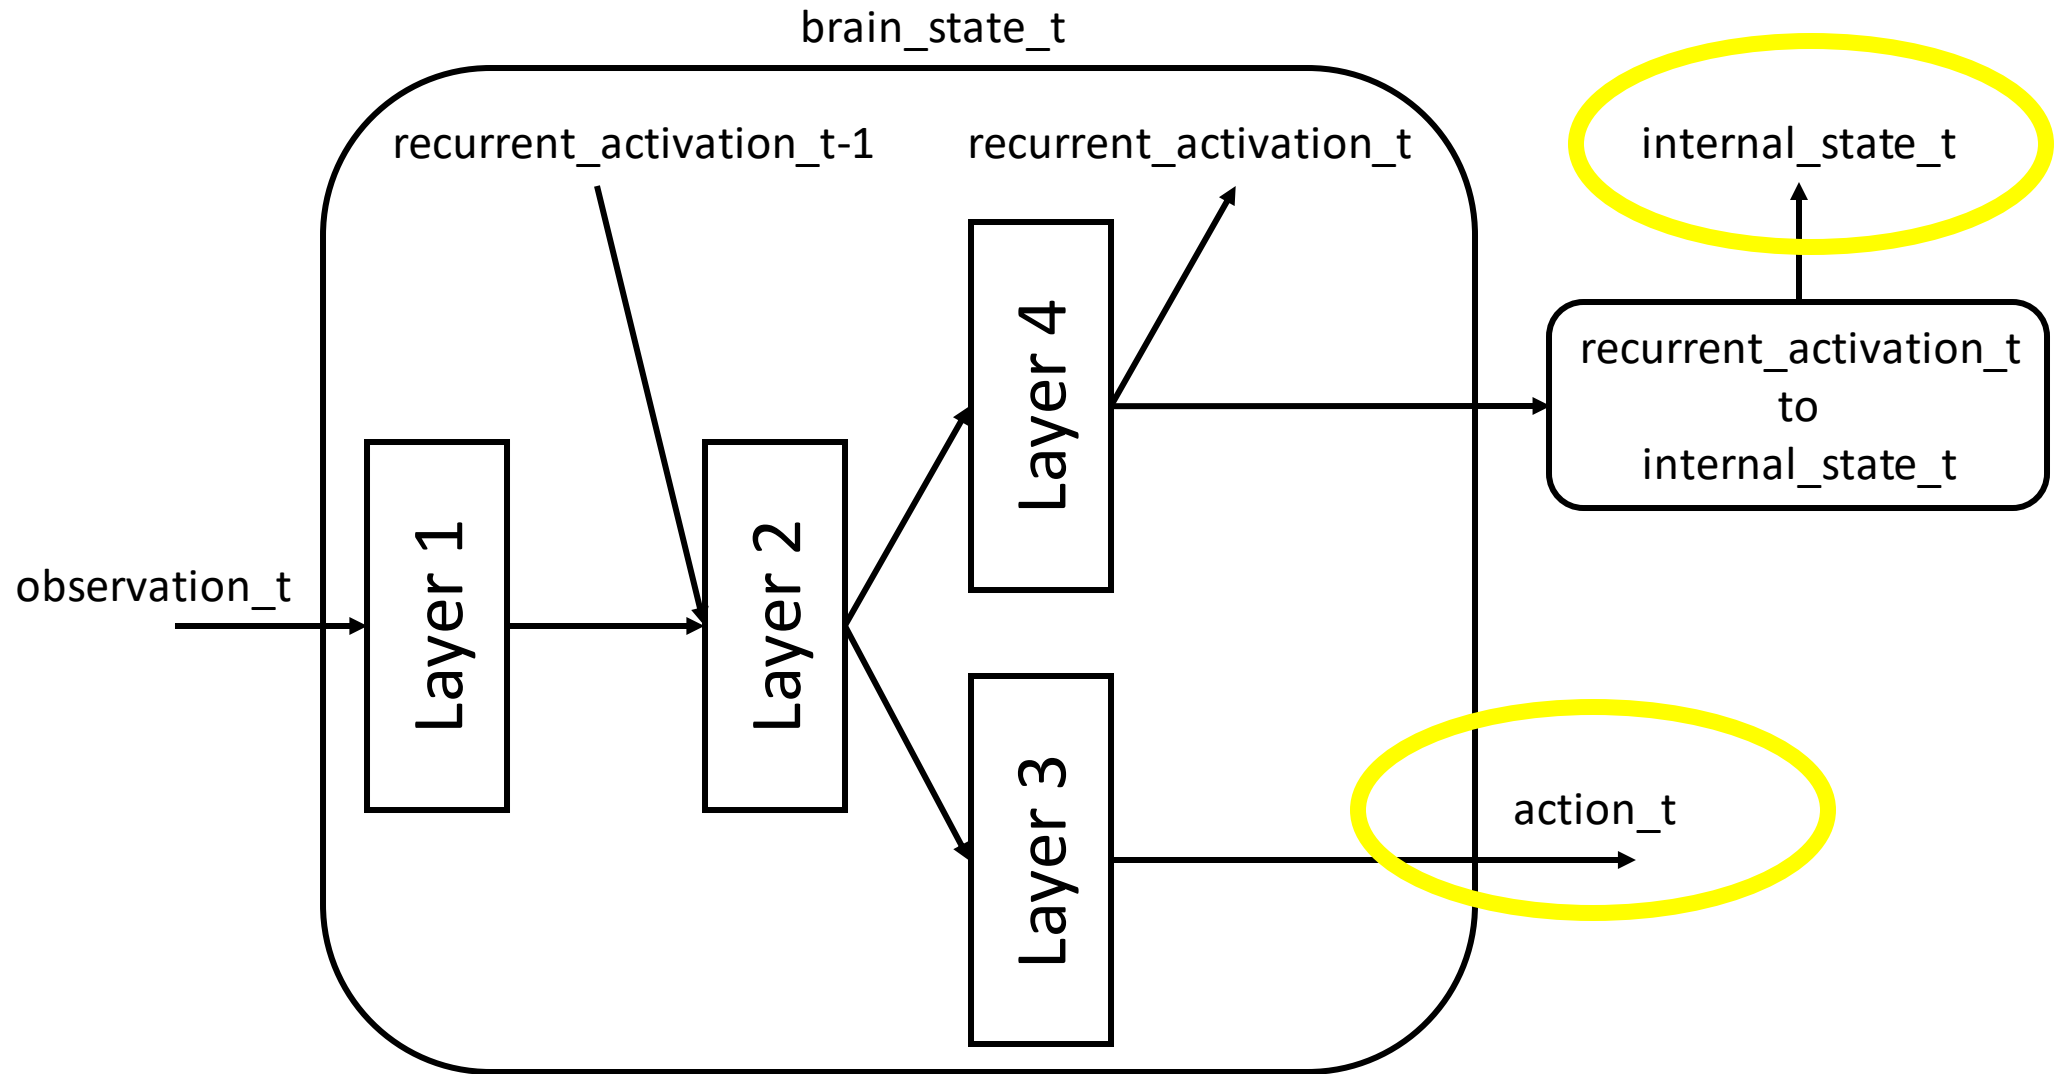 brain_state_t
recurrent_activation_t-1
recurrent_activation_t
internal_state_t
Layer 4
recurrent_activation_t
to
internal_state_t
observation_t
Layer 1
Layer 2
Layer 3
action_t